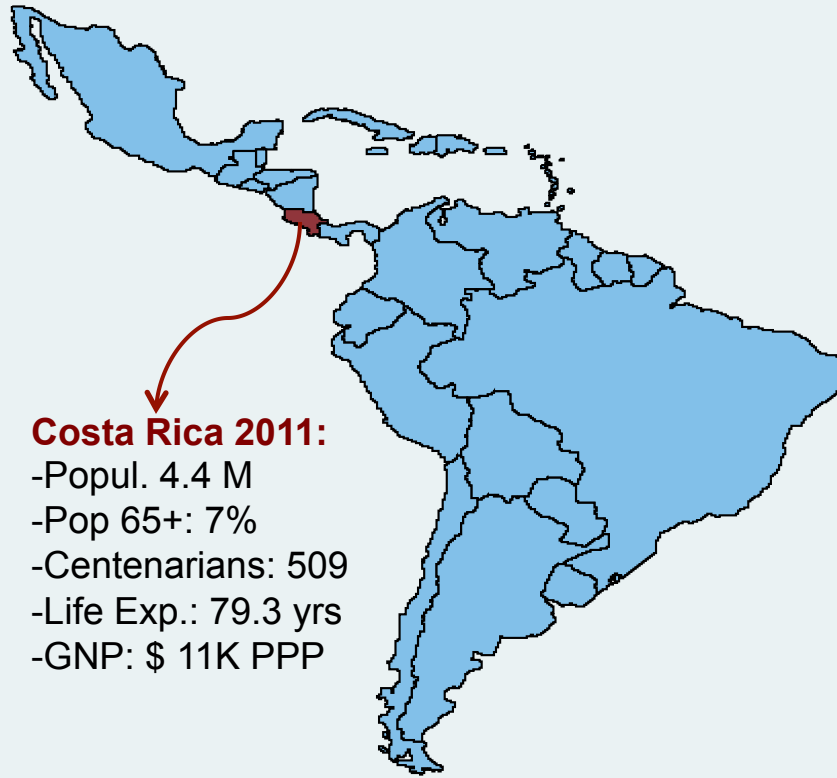 Costa Rica 2011:
-Popul. 4.4 M
-Pop 65+: 7%
-Centenarians: 509
-Life Exp.: 79.3 yrs
-GNP: $ 11K PPP